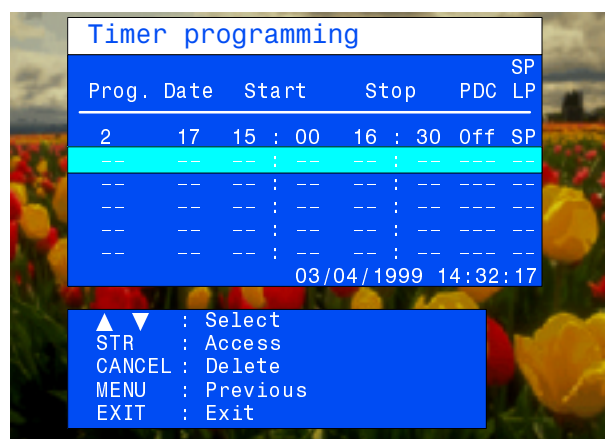 Timer programming
SP
Prog. Date Start Stop PDC LP
2 17 15 : 00 16 : 30 Off SP
-- -- -- : -- -- : -- --- --
-- -- -- : -- -- : -- --- --
-- -- -- : -- -- : -- --- --
-- -- -- : -- -- : -- --- --
-- -- -- : -- -- : -- --- --
03/04/1999 14:32:17
▲ ▼ : Select
STR : Access
CANCEL : Delete
MENU : Previous
EXIT : Exit